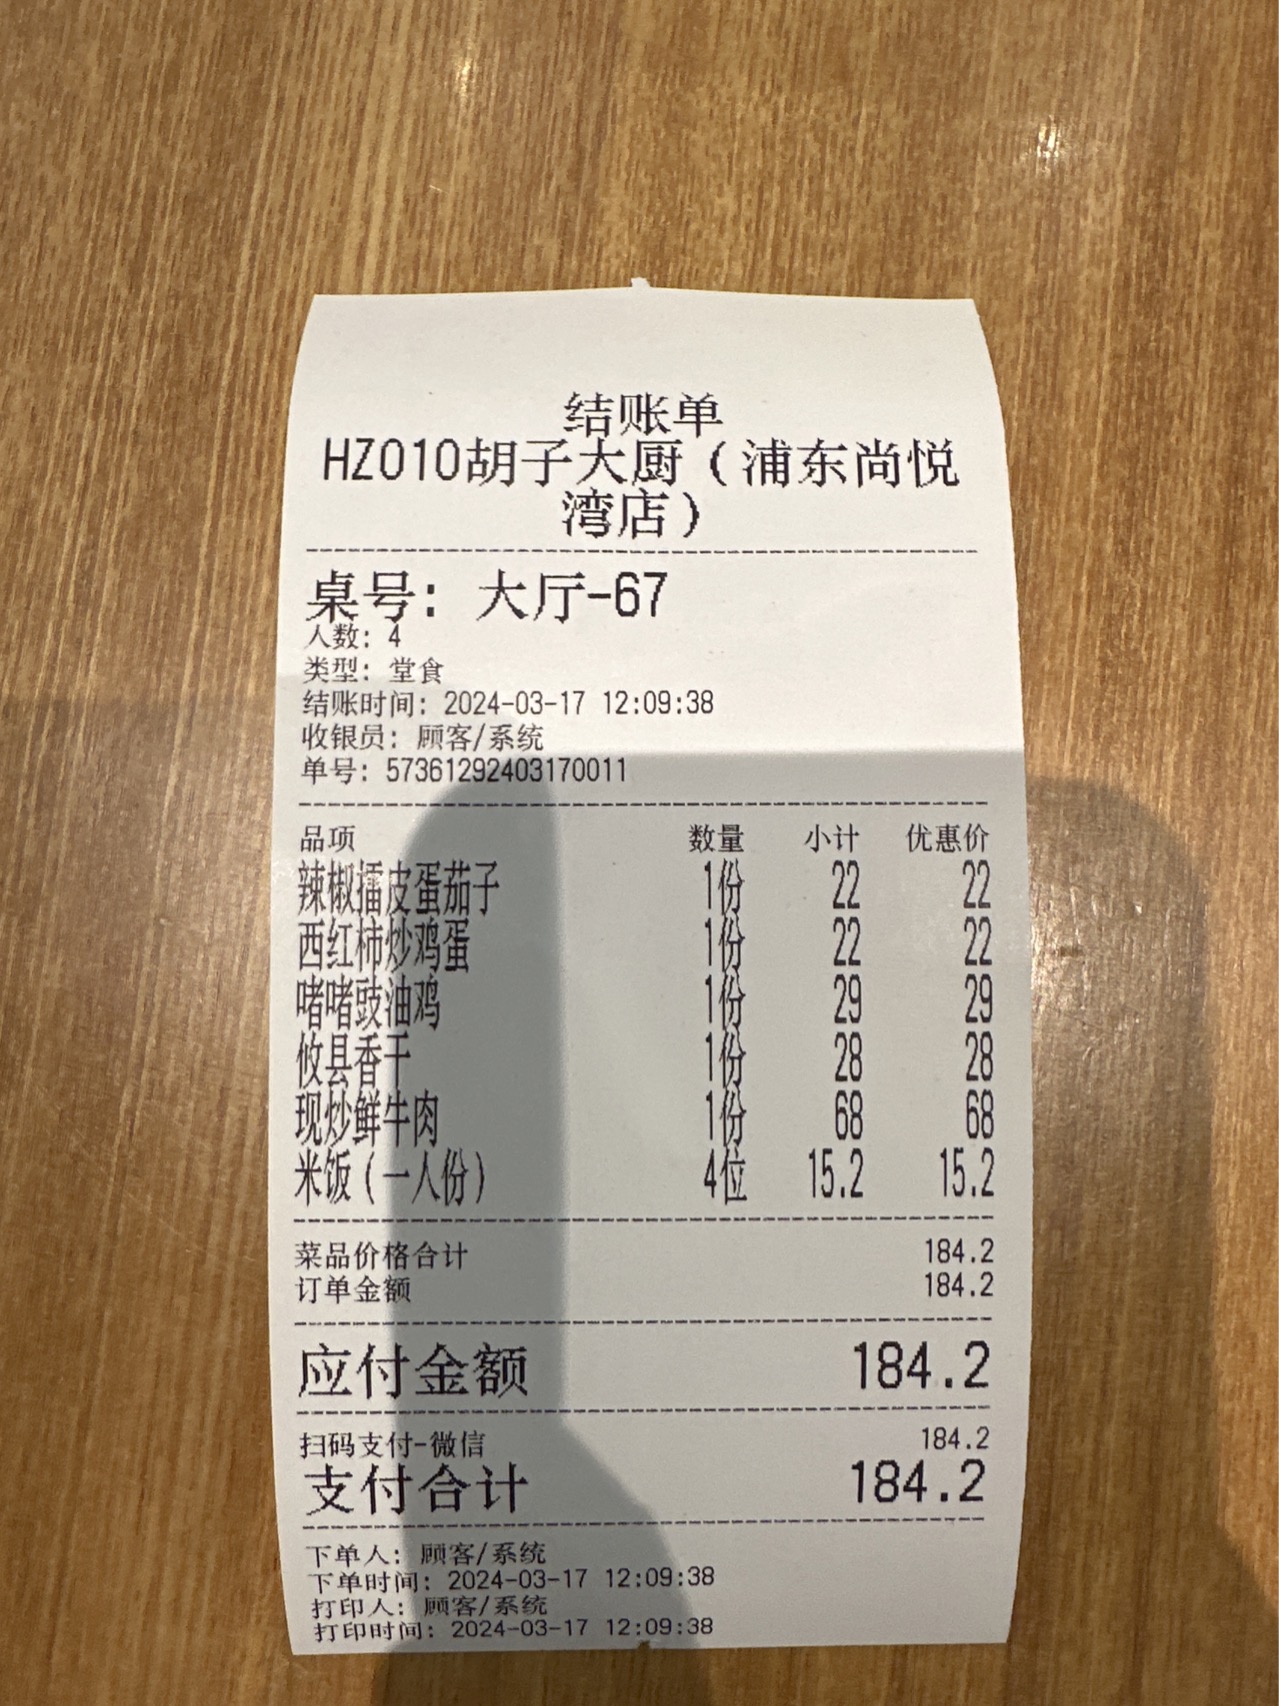 结账单
HZ010胡子大厨（浦东尚悦
湾店）
桌号: 大厅-67
人数: 4
类型: 堂食
结账时间: 2024-03-17 12:09:38
收银员: 顾客/系统
单号: 573612924031​70011
品项 数量 小计 优惠价
辣椒擂皮蛋茄子 1份 22 22
西红柿炒鸡蛋 1份 22 22
啫啫豉油鸡 1份 29 29
攸县香干 1份 28 28
现炒鲜牛肉 1份 68 68
米饭（一人份） 4位 15.2 15.2
菜品价格合计 184.2
订单金额 184.2
应付金额 184.2
扫码支付-微信 184.2
支付合计 184.2
下单人: 顾客/系统
下单时间: 2024-03-17 12:09:38
打印人: 顾客/系统
打印时间: 2024-03-17 12:09:38